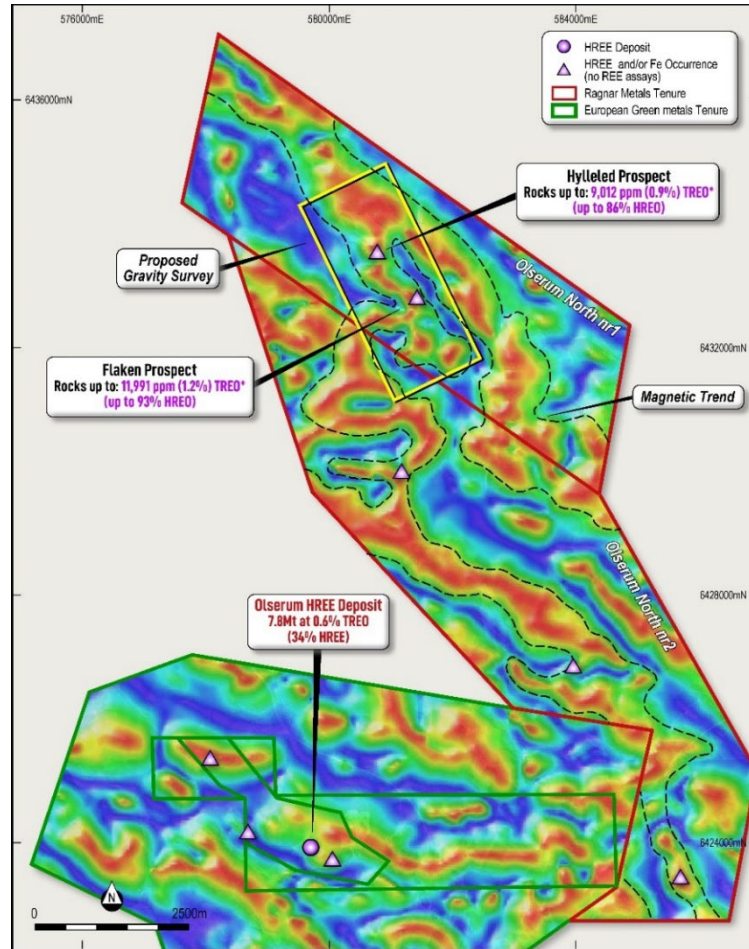 576000mE
580000mE
584000mE
HREE Deposit
HREE and/or Fe Occurrence
(no REE assays)
Ragnar Metals Tenure
European Green metals Tenure
6436000mN
Hylleled Prospect
Rocks up to: 9,012 ppm (0.9%) TREO*
(up to 86% HREO)
Proposed
Gravity Survey
Olserum North nr1
6432000mN
Flaken Prospect
Rocks up to: 11,991 ppm (1.2%) TREO*
(up to 93% HREO)
Magnetic Trend
Olserum North nr2
6428000mN
Olserum HREE Deposit
7.8Mt at 0.6% TREO
(34% HREE)
6424000mN
N
0
2500m